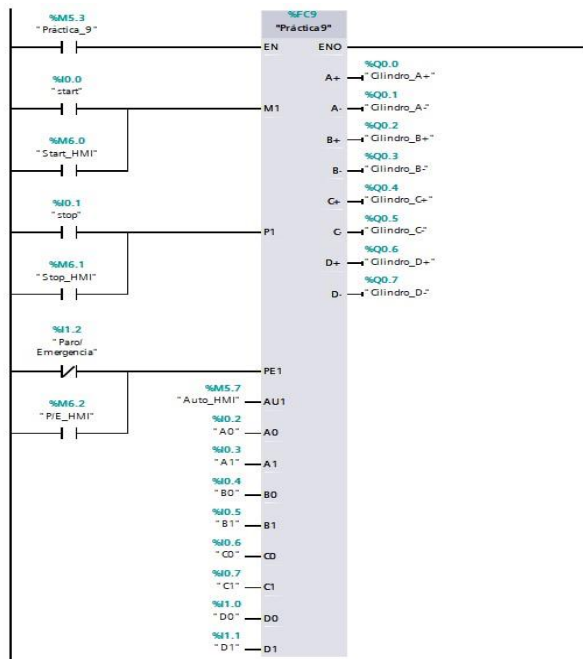 %M5.3
"Práctica_9"
%FC9
"Práctica9"
EN
ENO
%I0.0
"start"
M1
%M6.0
"Start_HMI"
%I0.1
"stop"
P1
%M6.1
"Stop_HMI"
%I1.2
"Paro/
Emergencia"
PE1
%M6.2
"P/E_HMI"
%M5.7
"Auto_HMI"
AU1
%I0.2
"A0"
A0
%I0.3
"A1"
A1
%I0.4
"B0"
B0
%I0.5
"B1"
B1
%I0.6
"C0"
C0
%I0.7
"C1"
C1
%I1.0
"D0"
D0
%I1.1
"D1"
D1
%Q0.0
A+
"Cilindro_A+"
%Q0.1
A-
"Cilindro_A-"
%Q0.2
B+
"Cilindro_B+"
%Q0.3
B-
"Cilindro_B-"
%Q0.4
C+
"Cilindro_C+"
%Q0.5
C-
"Cilindro_C-"
%Q0.6
D+
"Cilindro_D+"
%Q0.7
D-
"Cilindro_D-"